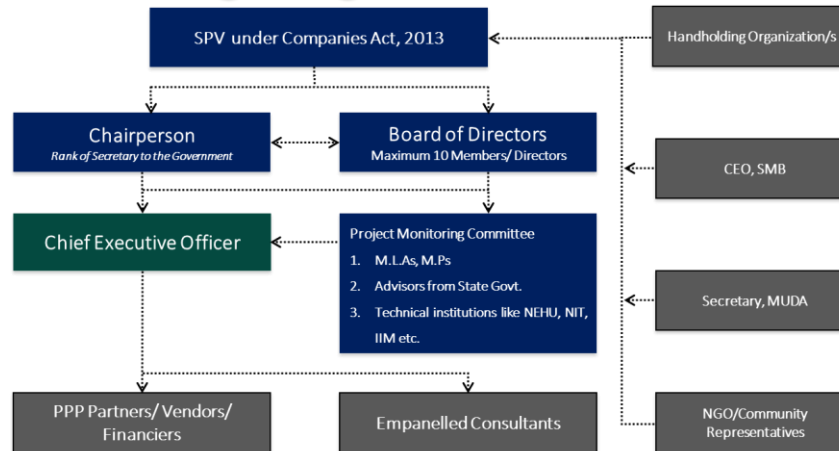 SPV under Companies Act, 2013
Handholding Organization/s
Chairperson
Rank of Secretary to the Government
Board of Directors
Maximum 10 Members/ Directors
CEO, SMB
Chief Executive Officer
Project Monitoring Committee
1. M.L.As, M.Ps
2. Advisors from State Govt.
3. Technical institutions like NEHU, NIT,
IIM etc.
Secretary, MUDA
PPP Partners/ Vendors/
Financiers
Empanelled Consultants
NGO/Community
Representatives